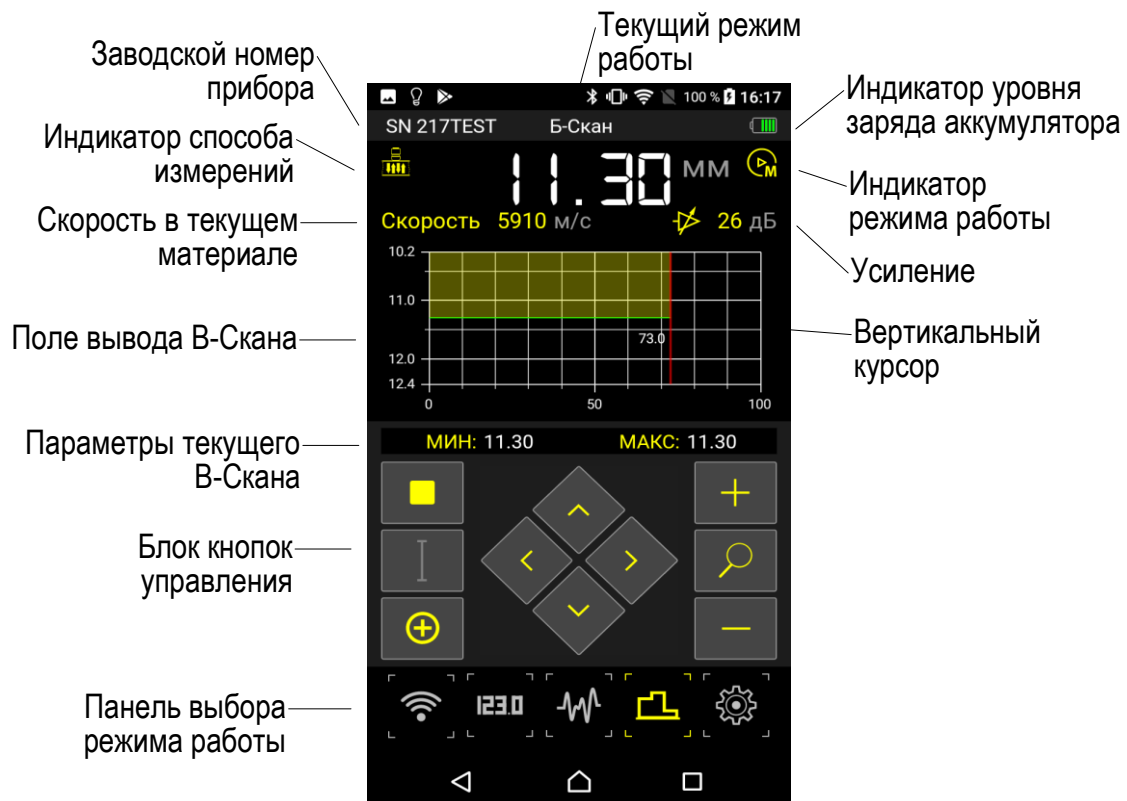 Текущий режим
работы
Заводской номер
прибора
Индикатор способа
измерений
Скорость в текущем
материале
Поле вывода В-Скана
Параметры текущего
В-Скана
Блок кнопок
управления
Панель выбора
режима работы
100 % 16:17
SN 217TEST Б-Скан
11.30 мм
M
Скорость 5910 м/с 26 дБ
10.2
11.0
73.0
12.0
12.4
0 50 100
МИН: 11.30 МАКС: 11.30
123.0
Индикатор уровня
заряда аккумулятора
Индикатор
режима работы
Усиление
Вертикальный
курсор